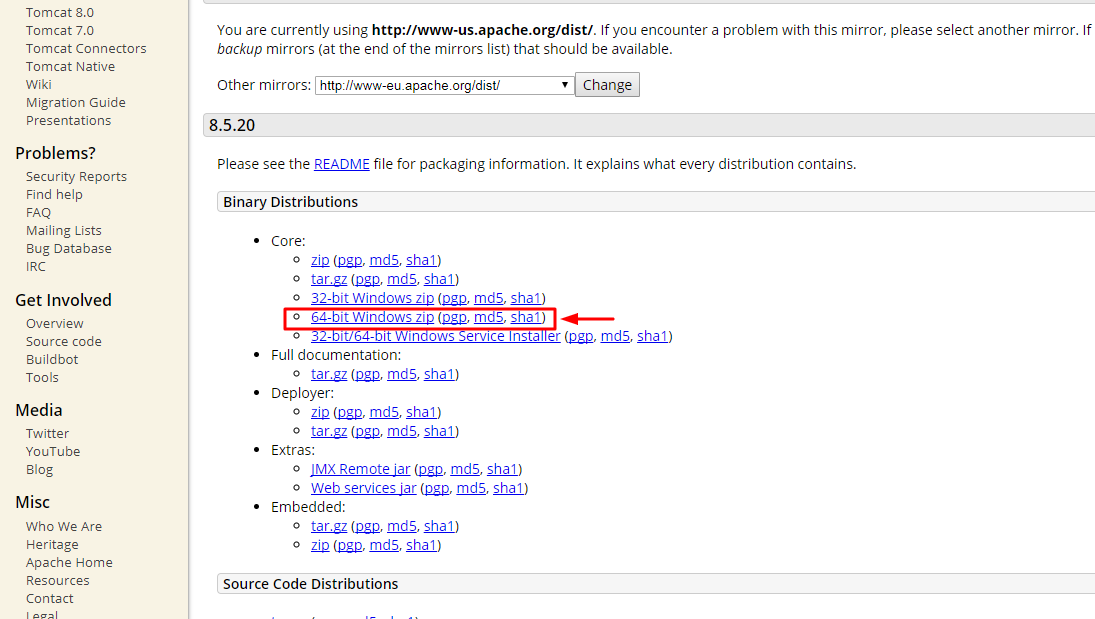 Tomcat 8.0
Tomcat 7.0
Tomcat Connectors
Tomcat Native
Wiki
Migration Guide
Presentations
Problems?
Security Reports
Find help
FAQ
Mailing Lists
Bug Database
IRC
Get Involved
Overview
Source code
Buildbot
Tools
Media
Twitter
YouTube
Blog
Misc
Who We Are
Heritage
Apache Home
Resources
Contact
Legal
You are currently using http://www-us.apache.org/dist/. If you encounter a problem with this mirror, please select another mirror. If
backup mirrors (at the end of the mirrors list) that should be available.
Other mirrors: http://www-eu.apache.org/dist/ Change
8.5.20
Please see the README file for packaging information. It explains what every distribution contains.
Binary Distributions
Core:
zip (pgp, md5, sha1)
tar.gz (pgp, md5, sha1)
32-bit Windows zip (pgp, md5, sha1)
64-bit Windows zip (pgp, md5, sha1)
32-bit/64-bit Windows Service Installer (pgp, md5, sha1)
Full documentation:
tar.gz (pgp, md5, sha1)
Deployer:
zip (pgp, md5, sha1)
tar.gz (pgp, md5, sha1)
Extras:
JMX Remote jar (pgp, md5, sha1)
Web services jar (pgp, md5, sha1)
Embedded:
tar.gz (pgp, md5, sha1)
zip (pgp, md5, sha1)
Source Code Distributions